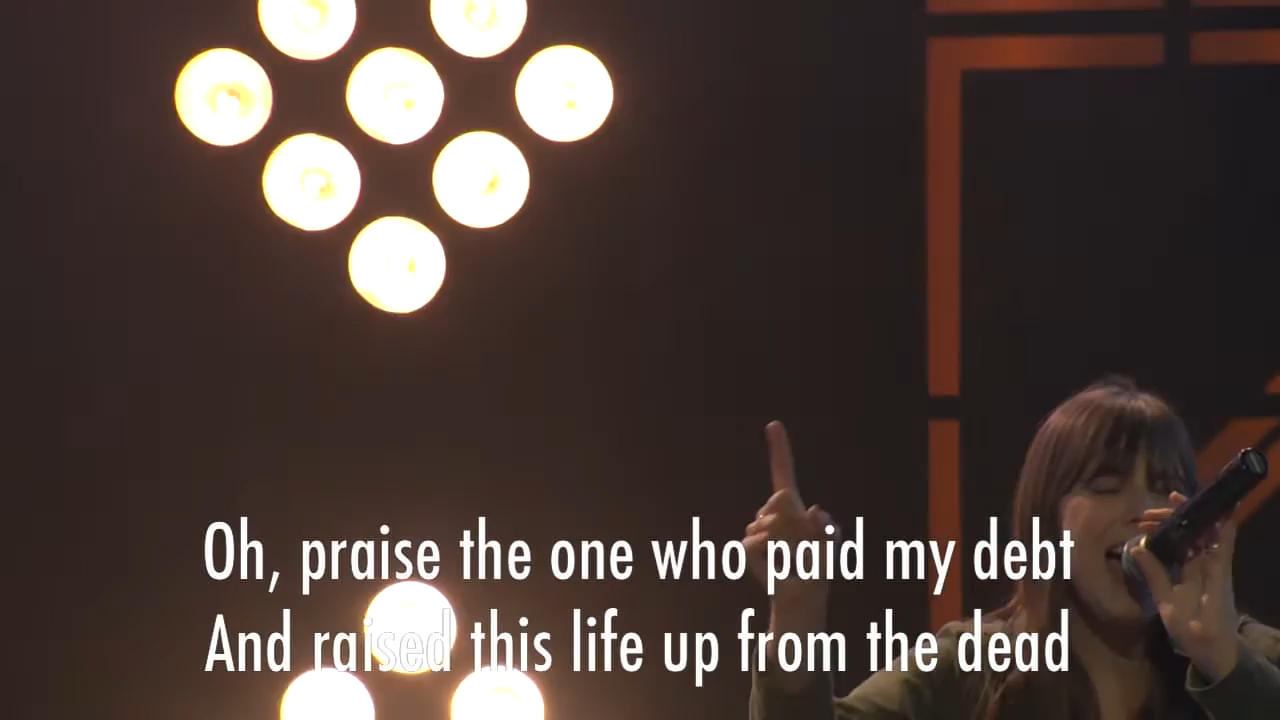 Oh, praise the one who paid my debt
And raised this life up from the dead